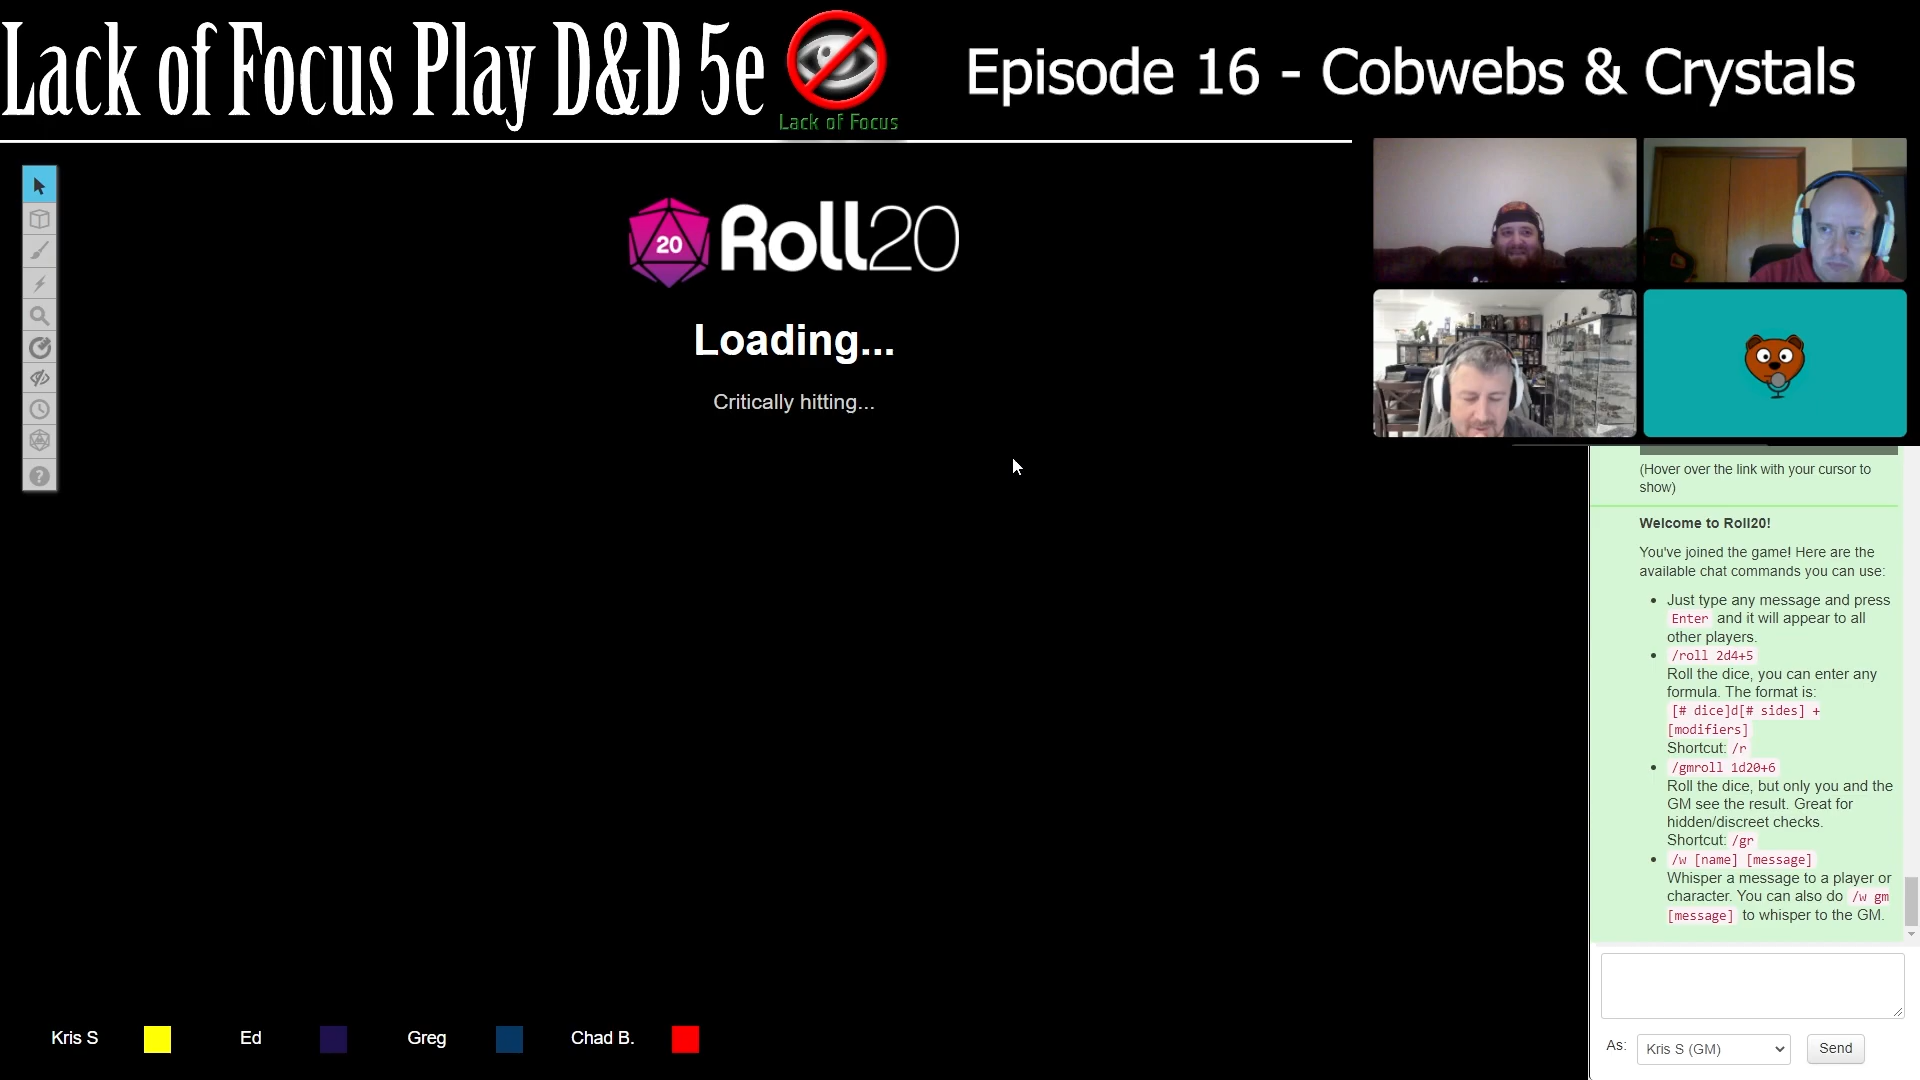 Lack of Focus Play D&D 5e
Lack of Focus
Episode 16 - Cobwebs & Crystals
20
Roll20
Loading...
Critically hitting...
(Hover over the link with your cursor to
show)
Welcome to Roll20!
You've joined the game! Here are the
available chat commands you can use:
Just type any message and press
Enter and it will appear to all
other players.
/roll 2d4+5
Roll the dice, you can enter any
formula. The format is:
[# dice]d[# sides] +
[modifiers]
Shortcut: /r
/gmroll 1d20+6
Roll the dice, but only you and the
GM see the result. Great for
hidden/discreet checks.
Shortcut: /gr
/w [name] [message]
Whisper a message to a player or
character. You can also do /w gm
[message] to whisper to the GM.
As: Kris S (GM) Send
Kris S Ed Greg Chad B.